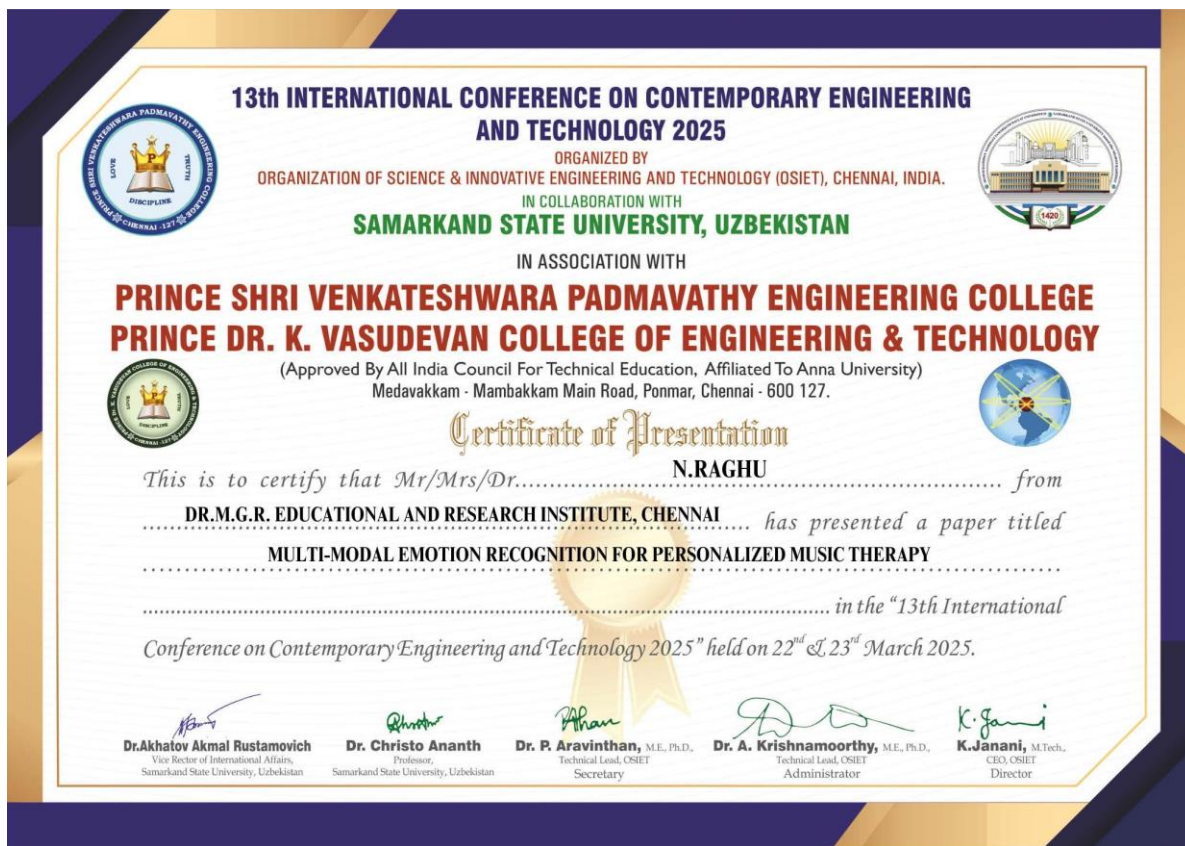 13th INTERNATIONAL CONFERENCE ON CONTEMPORARY ENGINEERING
AND TECHNOLOGY 2025
ORGANIZED BY
ORGANIZATION OF SCIENCE & INNOVATIVE ENGINEERING AND TECHNOLOGY (OSIET), CHENNAI, INDIA.
IN COLLABORATION WITH
SAMARKAND STATE UNIVERSITY, UZBEKISTAN
IN ASSOCIATION WITH
PRINCE SHRI VENKATESHWARA PADMAVATHY ENGINEERING COLLEGE
PRINCE DR. K. VASUDEVAN COLLEGE OF ENGINEERING & TECHNOLOGY
(Approved By All India Council For Technical Education, Affiliated To Anna University)
Medavakkam - Mambakkam Main Road, Ponmar, Chennai - 600 127.
PRINCE SHRI VENKATESHWARA PADMAVATHY ENGINEERING COLLEGE
CHENNAI -127
LOVE
P
TRUTH
DISCIPLINE
1420
LOVE
TRUTH
DISCIPLINE
Certificate of Presentation
This is to certify that Mr/Mrs/Dr. N.RAGHU from
DR.M.G.R. EDUCATIONAL AND RESEARCH INSTITUTE, CHENNAI has presented a paper titled
MULTI-MODAL EMOTION RECOGNITION FOR PERSONALIZED MUSIC THERAPY
in the “13th International
Conference on Contemporary Engineering and Technology 2025” held on 22nd & 23rd March 2025.
K. Jani
Dr.Akhatov Akmal Rustamovich
Vice Rector of International Affairs,
Samarkand State University, Uzbekistan
Dr. Christo Ananth
Professor,
Samarkand State University, Uzbekistan
Dr. P. Aravinthan, M.E., Ph.D.,
Technical Lead, OSIET
Secretary
Dr. A. Krishnamoorthy, M.E., Ph.D.,
Technical Lead, OSIET
Administrator
K.Janani, M.Tech.,
CEO, OSIET
Director